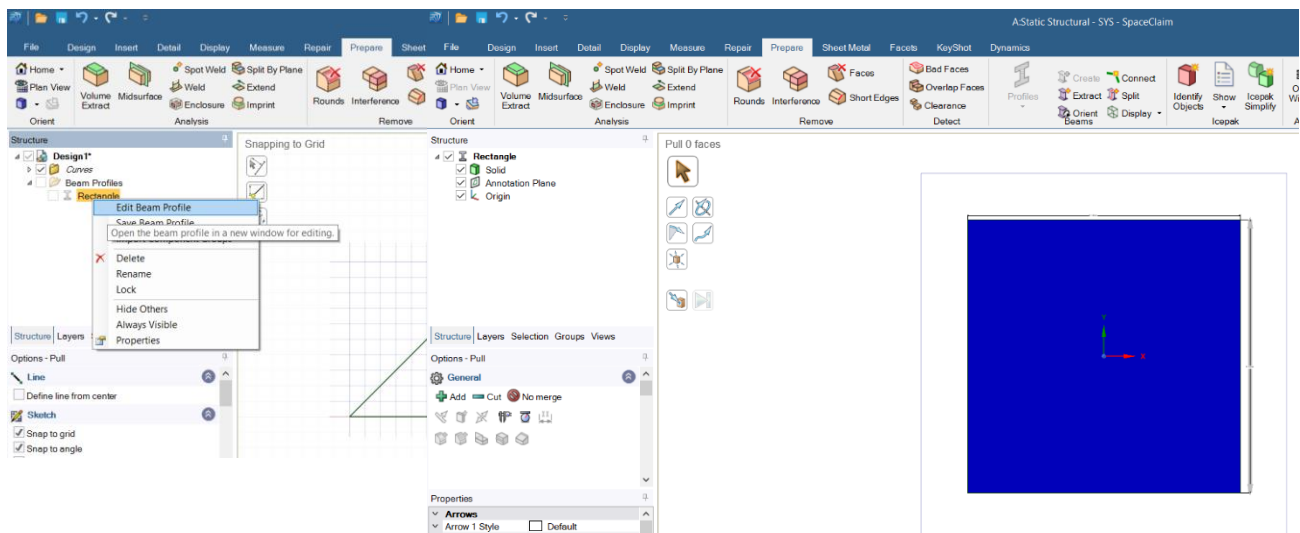 A:Static Structural - SYS - SpaceClaim
File Design Insert Detail Display Measure Repair Prepare Sheet
Home
Plan View
Orient
Volume Extract
Midsurface
Spot Weld
Weld
Enclosure
Split By Plane
Extend
Imprint
Analysis
Rounds
Interference
Remove
Structure
Design1*
Curves
Beam Profiles
Rectangle
Edit Beam Profile
Save Beam Profile
Open the beam profile in a new window for editing.
Import Component Groups
Delete
Rename
Lock
Hide Others
Always Visible
Properties
Snapping to Grid
Structure Layers
Options - Pull
Line
Define line from center
Sketch
Snap to grid
Snap to angle
File Design Insert Detail Display Measure Repair Prepare Sheet Metal Facets KeyShot Dynamics
Home
Plan View
Orient
Volume Extract
Midsurface
Spot Weld
Weld
Enclosure
Split By Plane
Extend
Imprint
Analysis
Rounds
Interference
Faces
Short Edges
Remove
Bad Faces
Overlap Faces
Clearance
Detect
Profiles
Create
Extract
Orient
Connect
Split
Display
Beams
Identify Objects
Show
Icepak Simplify
Icepak
Structure
Rectangle
Solid
Annotation Plane
Origin
Pull 0 faces
Y
X
Structure Layers Selection Groups Views
Options - Pull
General
Add Cut No merge
Properties
Arrows
Arrow 1 Style Default